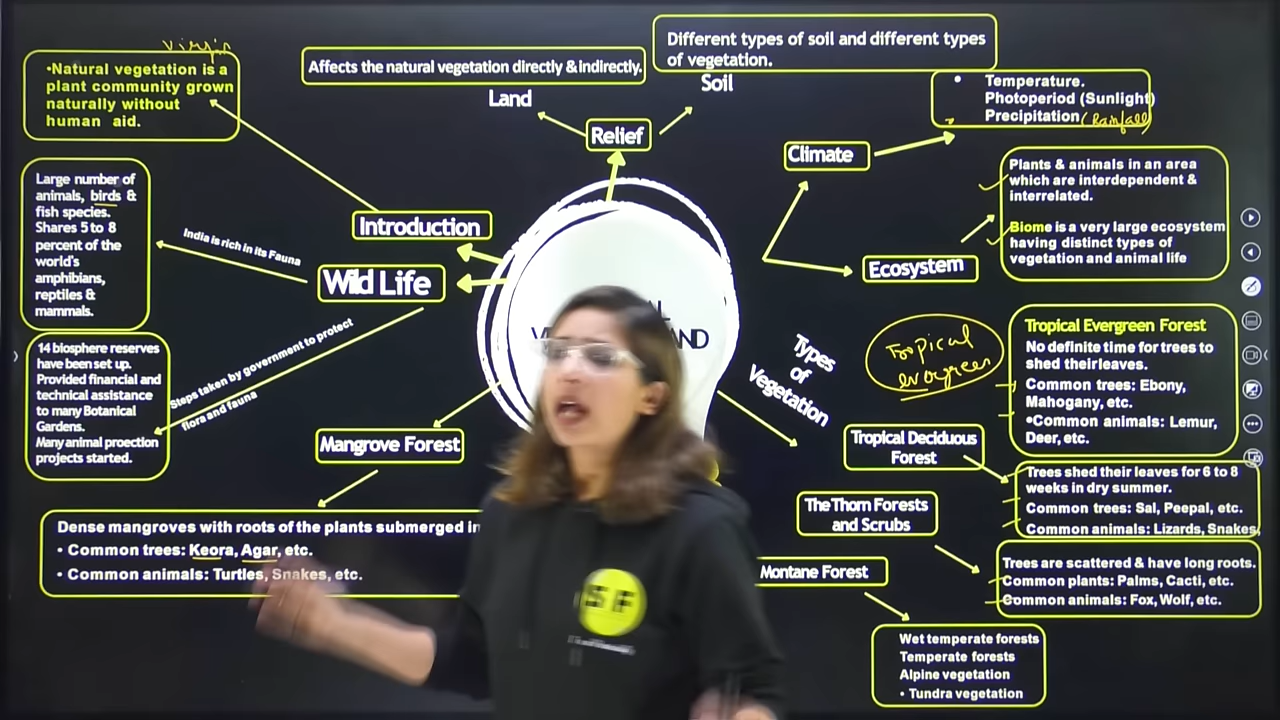 virgin
•Natural vegetation is a
plant community grown
naturally without
human aid.
Affects the natural vegetation directly & indirectly.
Different types of soil and different types
of vegetation.
Land
Soil
Relief
Climate
• Temperature.
Photoperiod (Sunlight)
Precipitation (Rainfall)
Plants & animals in an area
which are interdependent &
interrelated.
Biome is a very large ecosystem
having distinct types of
vegetation and animal life
Ecosystem
Introduction
Wild Life
India is rich in its Fauna
Large number of
animals, birds &
fish species.
Shares 5 to 8
percent of the
world's
amphibians,
reptiles &
mammals.
14 biosphere reserves
have been set up.
Provided financial and
technical assistance
to many Botanical
Gardens.
Many animal proection
projects started.
Steps taken by government to protect
flora and fauna
AND
Types
of
Vegetation
Tropical
evergreen
Tropical Evergreen Forest
No definite time for trees to
shed theirleaves.
Common trees: Ebony,
Mahogany, etc.
•Common animals: Lemur,
Deer, etc.
Tropical Deciduous
Forest
Trees shed their leaves for 6 to 8
weeks in dry summer.
Common trees: Sal, Peepal, etc.
Common animals: Lizards, Snakes,
The Thorn Forests
and Scrubs
Trees are scattered & have long roots.
Common plants: Palms, Cacti, etc.
Common animals: Fox, Wolf, etc.
Montane Forest
Wet temperate forests
Temperate forests
Alpine vegetation
• Tundra vegetation
Mangrove Forest
Dense mangroves with roots of the plants submerged in
• Common trees: Keora, Agar, etc.
• Common animals: Turtles, Snakes, etc.
SF